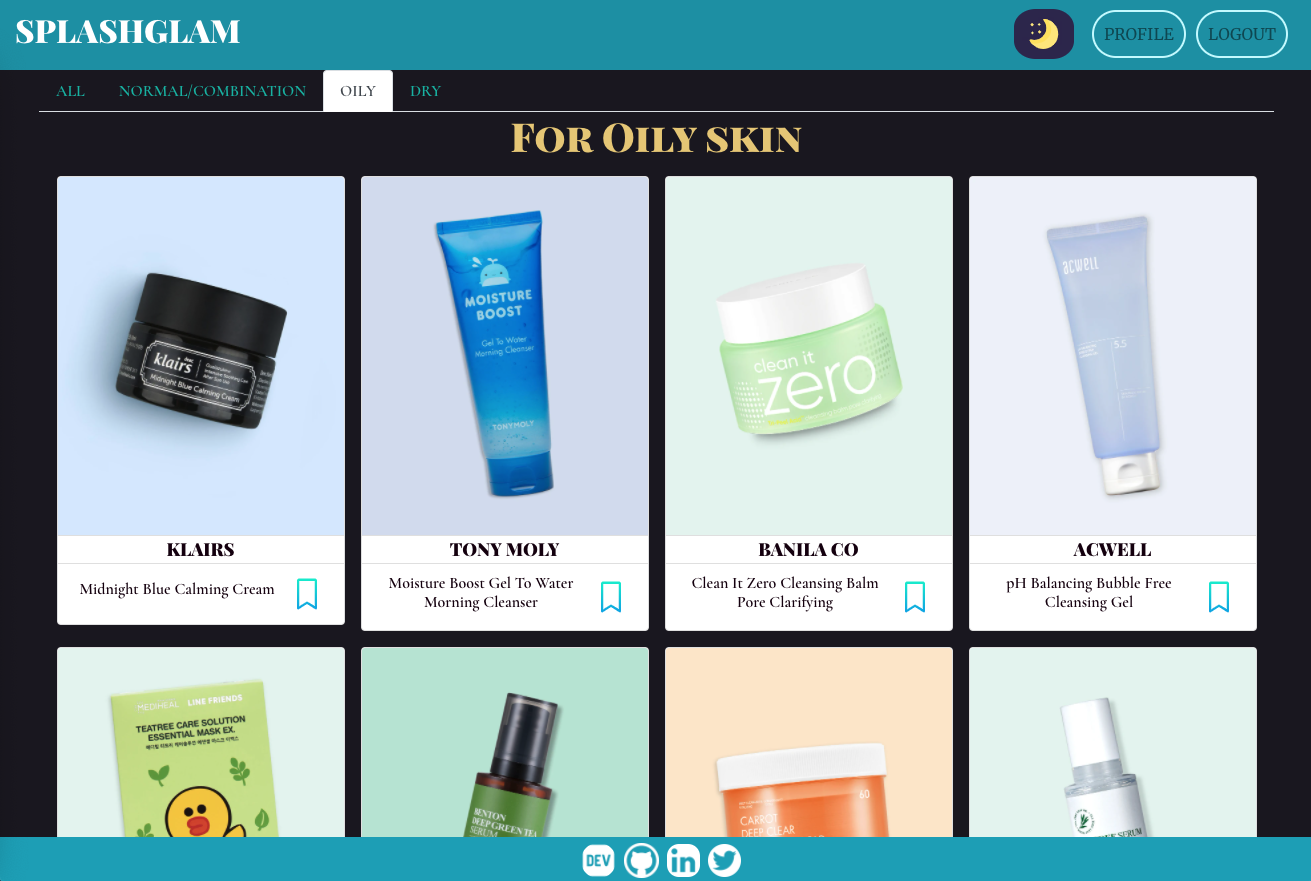 SPLASHGLAM
PROFILE
LOGOUT
ALL
NORMAL/COMBINATION
OILY
DRY
For Oily skin
klairs
Midnight Blue Calming Cream
MOISTURE
BOOST
Gel To Water
Morning Cleanser
TONYMOLY
clean it
zero
acwell
5.5
KLAIRS
TONY MOLY
BANILA CO
ACWELL
Midnight Blue Calming Cream
Moisture Boost Gel To Water
Morning Cleanser
Clean It Zero Cleansing Balm
Pore Clarifying
pH Balancing Bubble Free
Cleansing Gel
MEDIHEAL LINE FRIENDS
TEATREE CARE SOLUTION
ESSENTIAL MASK EX.
BENTON
DEEP GREEN TEA
SERUM
60
CARROT
DEEP CLEAR
SERUM
DEV
in